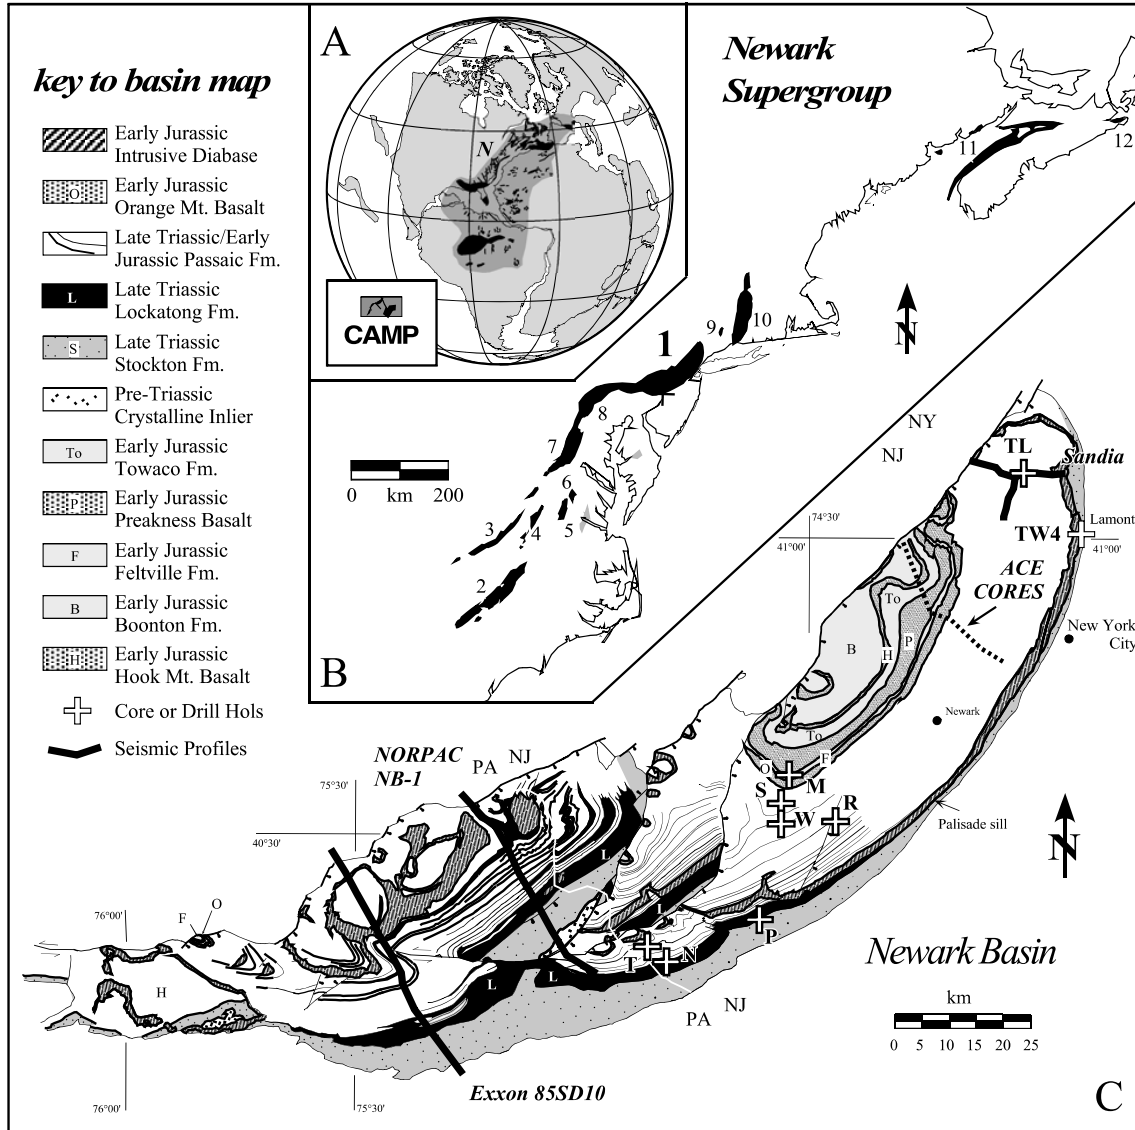 key to basin map
Early Jurassic
Intrusive Diabase
O
Early Jurassic
Orange Mt. Basalt
Late Triassic/Early
Jurassic Passaic Fm.
L
Late Triassic
Lockatong Fm.
S
Late Triassic
Stockton Fm.
Pre-Triassic
Crystalline Inlier
To
Early Jurassic
Towaco Fm.
P
Early Jurassic
Preakness Basalt
F
Early Jurassic
Feltville Fm.
B
Early Jurassic
Boonton Fm.
H
Early Jurassic
Hook Mt. Basalt
Core or Drill Hols
Seismic Profiles
A
N
CAMP
Newark
Supergroup
11
12
N
10
9
1
8
7
6
5
4
3
2
0 km 200
B
NY
NJ
TL
Sandia
TW4
Lamont
41°00'
74°30'
41°00'
ACE
CORES
New York
City
Newark
To
B
H
P
To
F
O
M
S
W
R
Palisade sill
N
NORPAC
NB-1
PA
NJ
75°30'
40°30'
L
L
P
T
N
L
L
PA
NJ
76°00'
F
O
H
Newark Basin
km
0 5 10 15 20 25
Exxon 85SD10
76°00'
75°30'
C